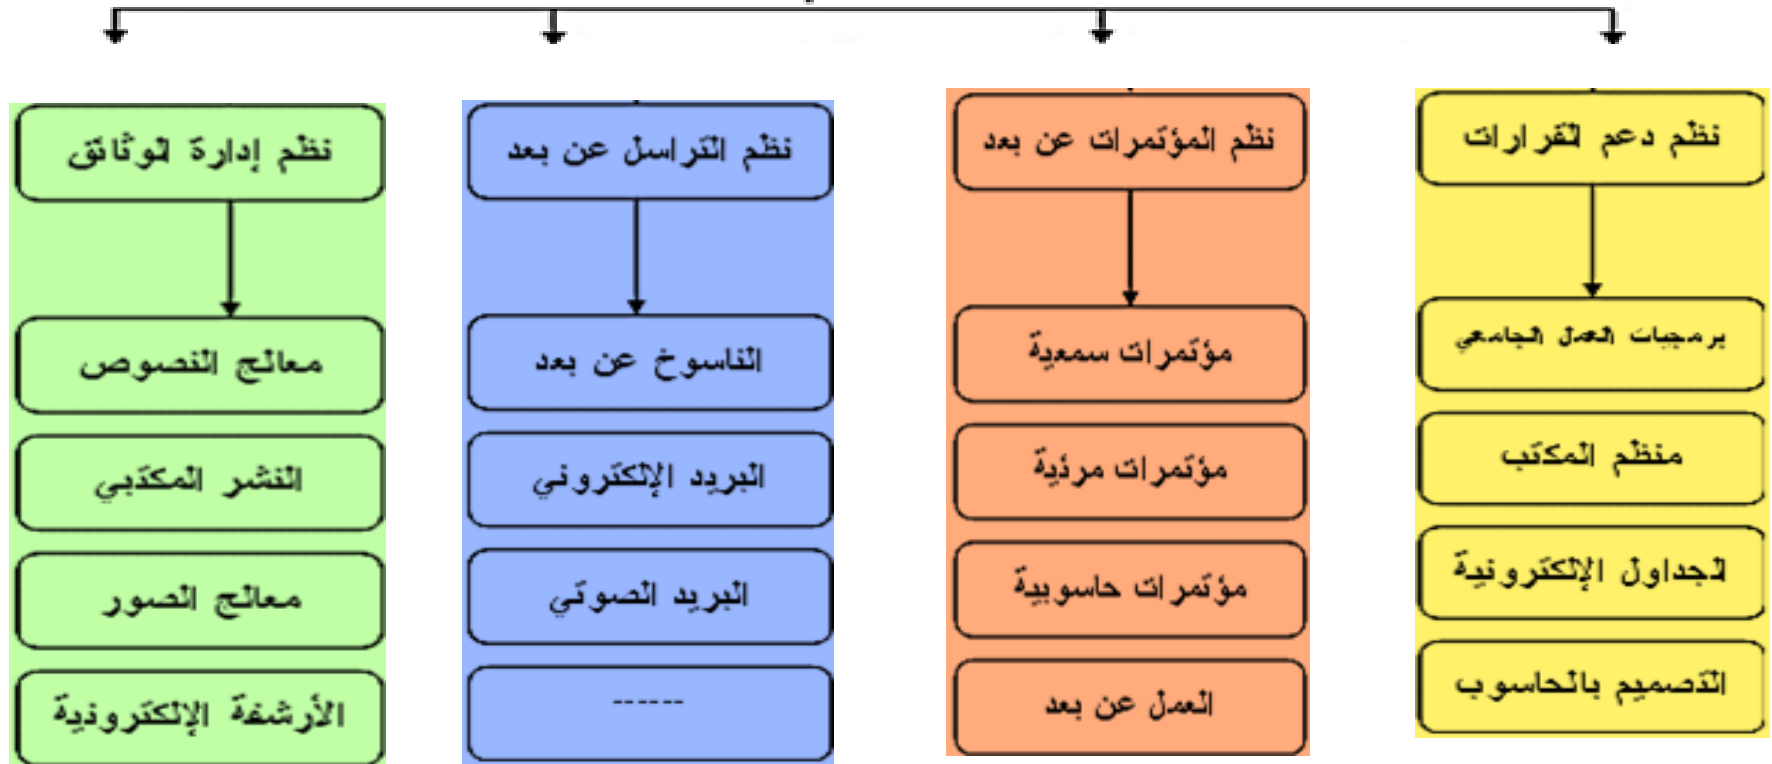 نظم دعم القرارات
برمجيات العمل الجامعي
منظم المكتب
الجداول الإلكترونية
التصميم بالحاسوب
نظم المؤتمرات عن بعد
مؤتمرات سمعية
مؤتمرات مرئية
مؤتمرات حاسوبية
العمل عن بعد
نظم التراسل عن بعد
الناسوخ عن بعد
البريد الإلكتروني
البريد الصوتي
------
نظم إدارة الوثائق
معالج النصوص
النشر المكتبي
معالج الصور
الأرشفة الإلكترونية